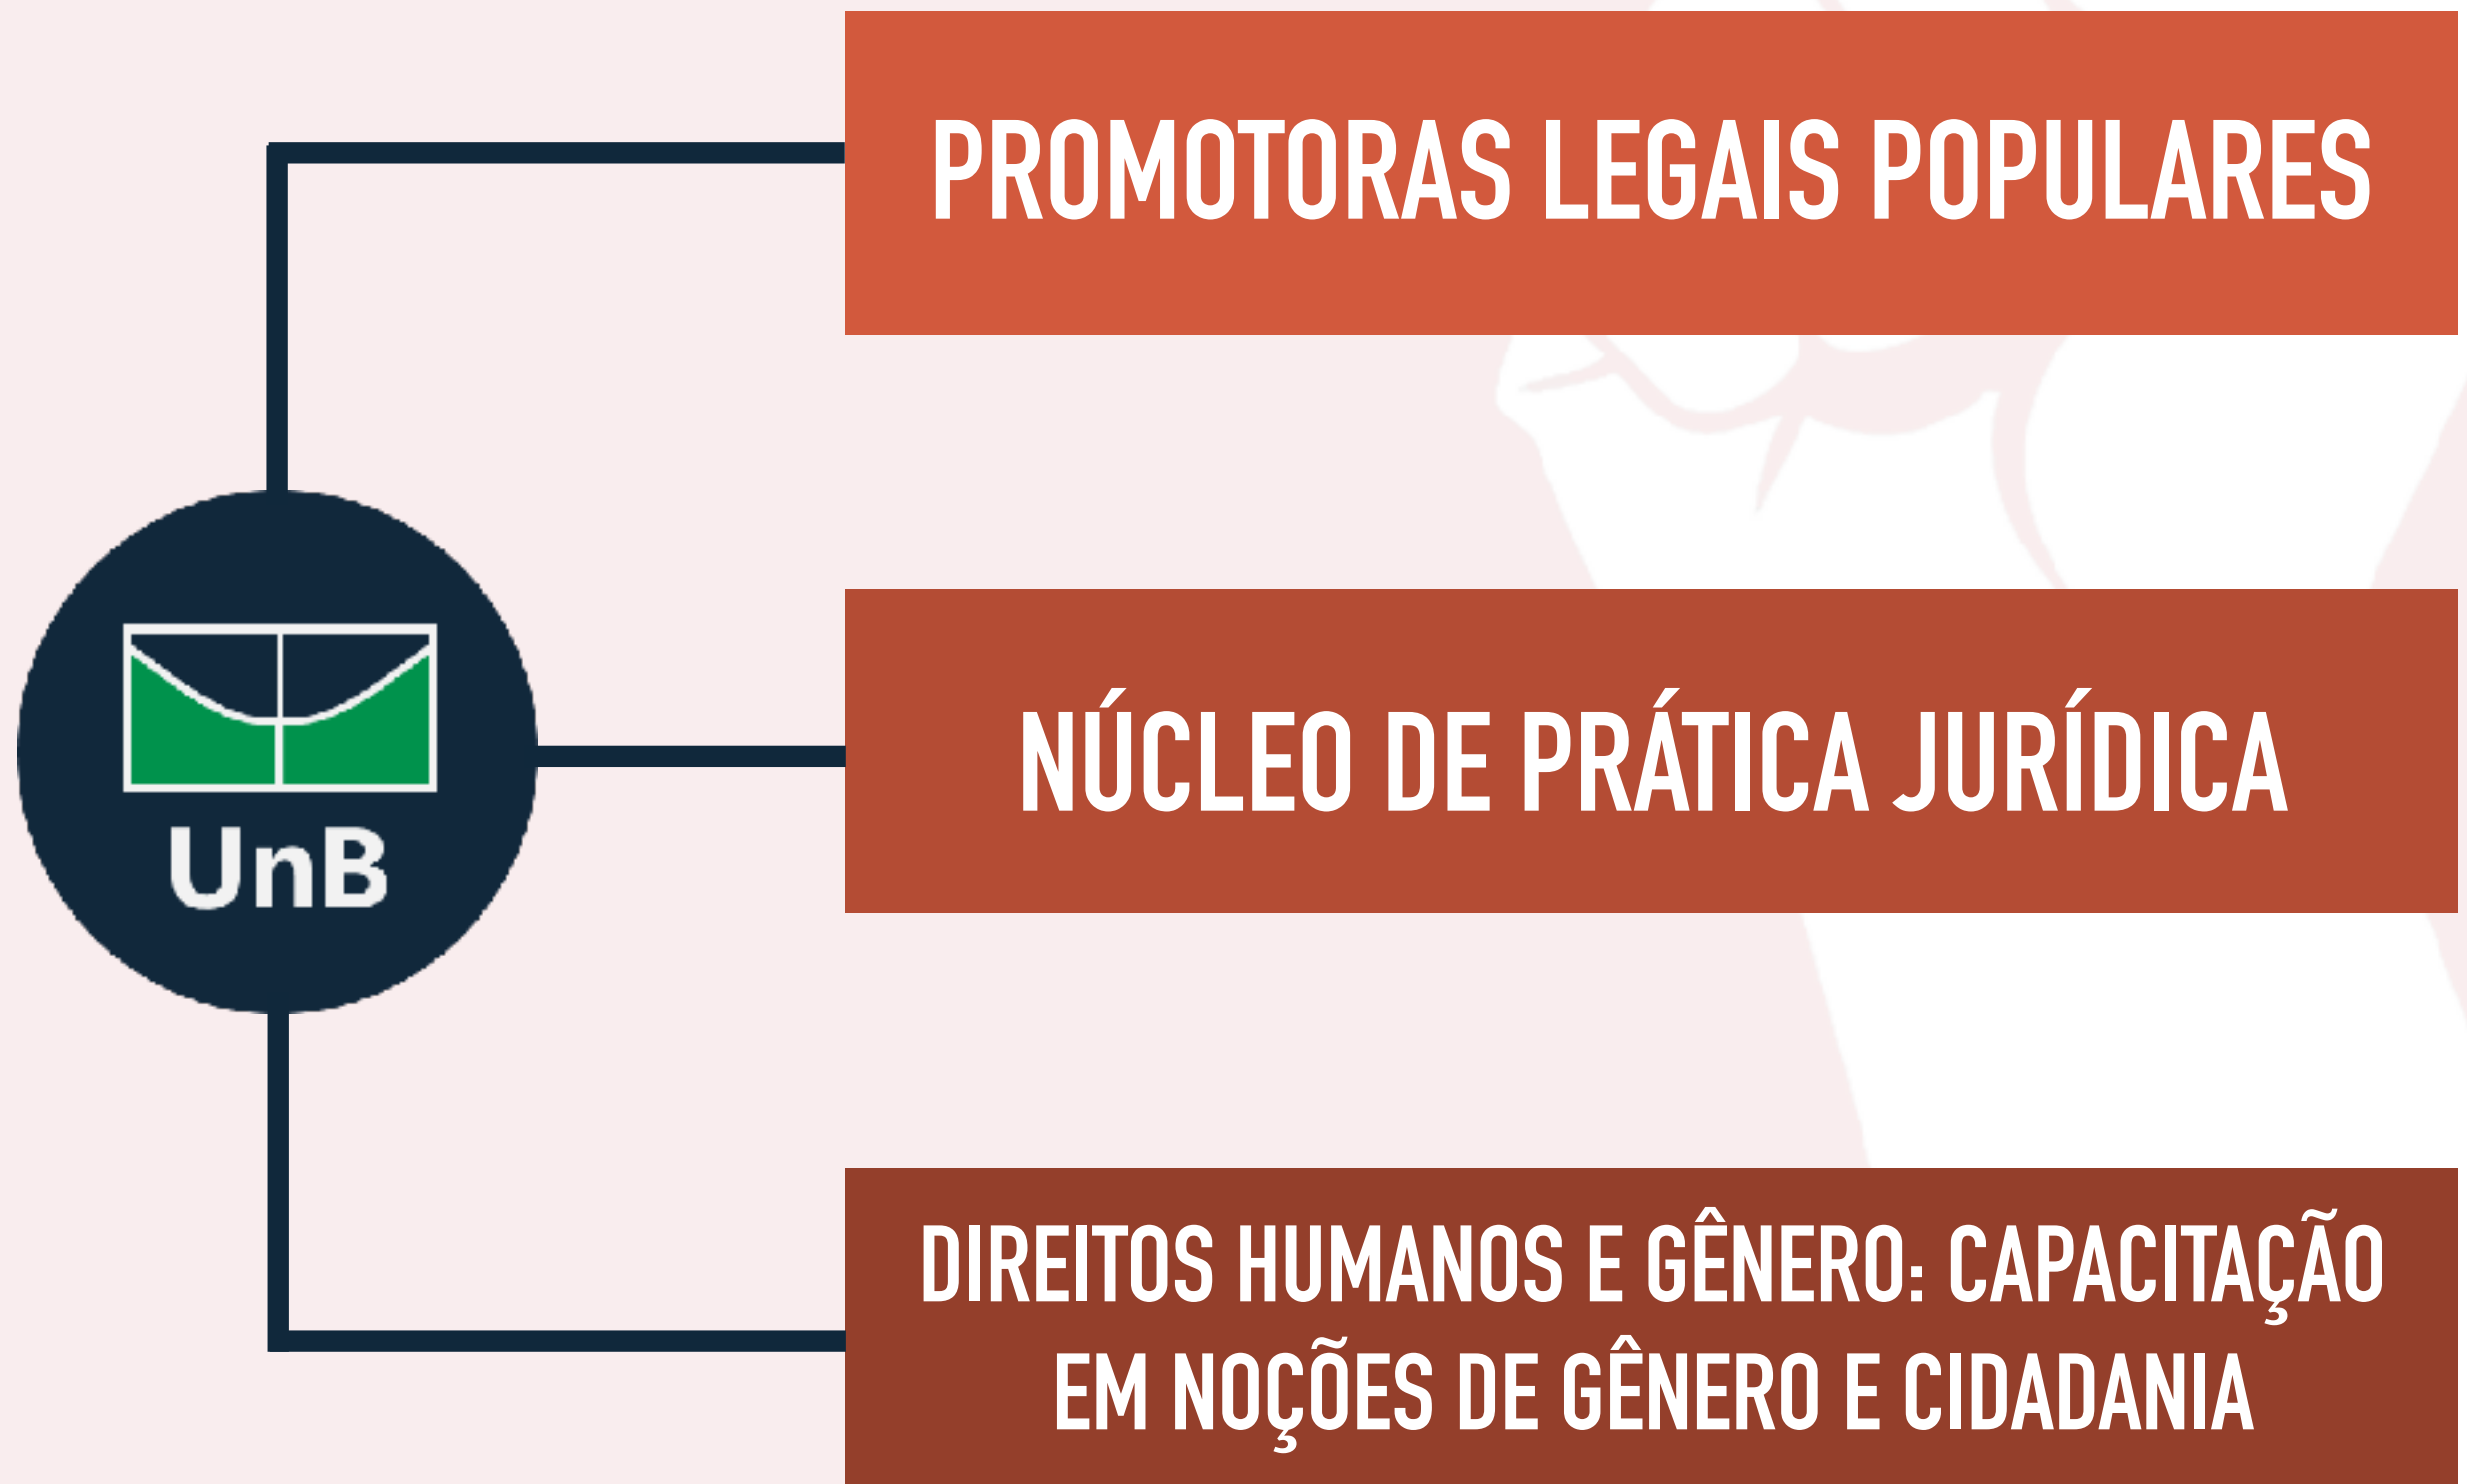 PROMOTORAS LEGAIS POPULARES
UnB
NÚCLEO DE PRÁTICA JURÍDICA
DIREITOS HUMANOS E GÊNERO: CAPACITAÇÃO
EM NOÇÕES DE GÊNERO E CIDADANIA